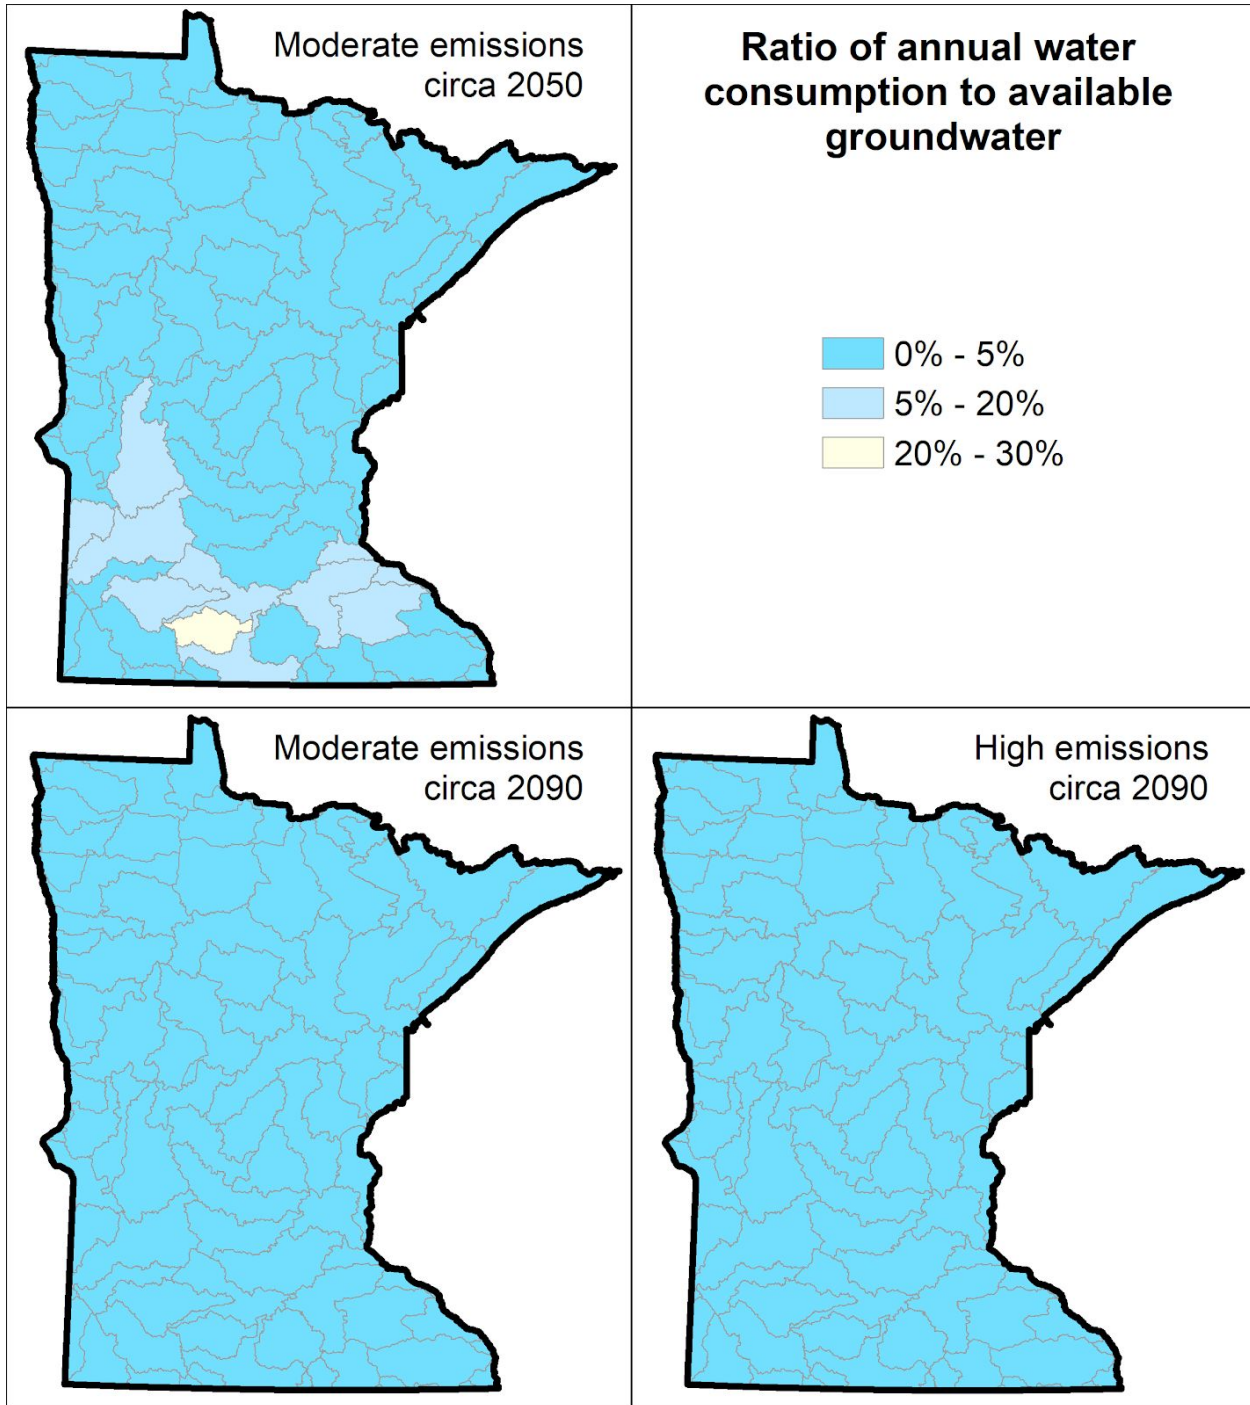 Moderate emissions
circa 2050
Ratio of annual water
consumption to available
groundwater
0% - 5%
5% - 20%
20% - 30%
Moderate emissions
circa 2090
High emissions
circa 2090